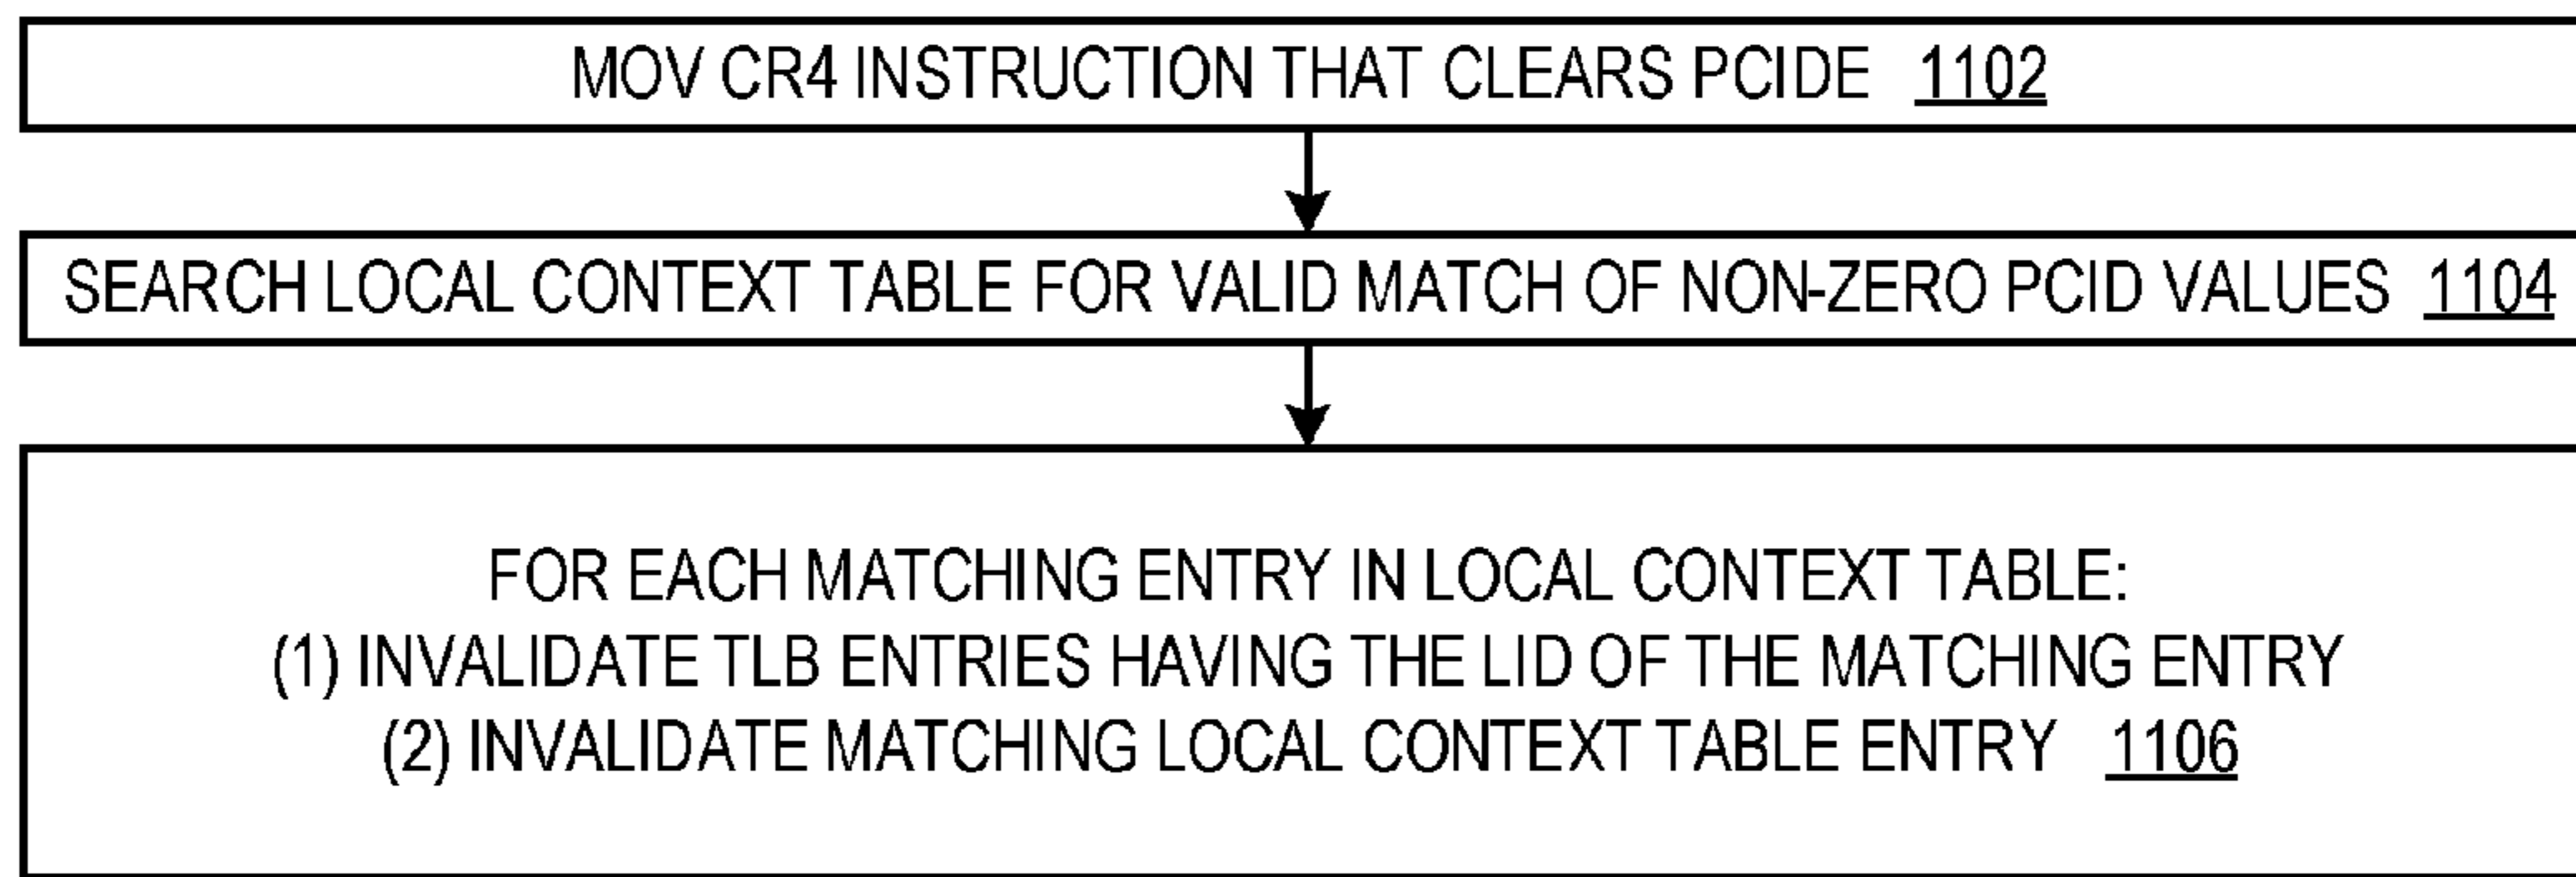 MOV CR4 INSTRUCTION THAT CLEARS PCIDE 1102
SEARCH LOCAL CONTEXT TABLE FOR VALID MATCH OF NON-ZERO PCID VALUES 1104
FOR EACH MATCHING ENTRY IN LOCAL CONTEXT TABLE:
(1) INVALIDATE TLB ENTRIES HAVING THE LID OF THE MATCHING ENTRY
(2) INVALIDATE MATCHING LOCAL CONTEXT TABLE ENTRY 1106